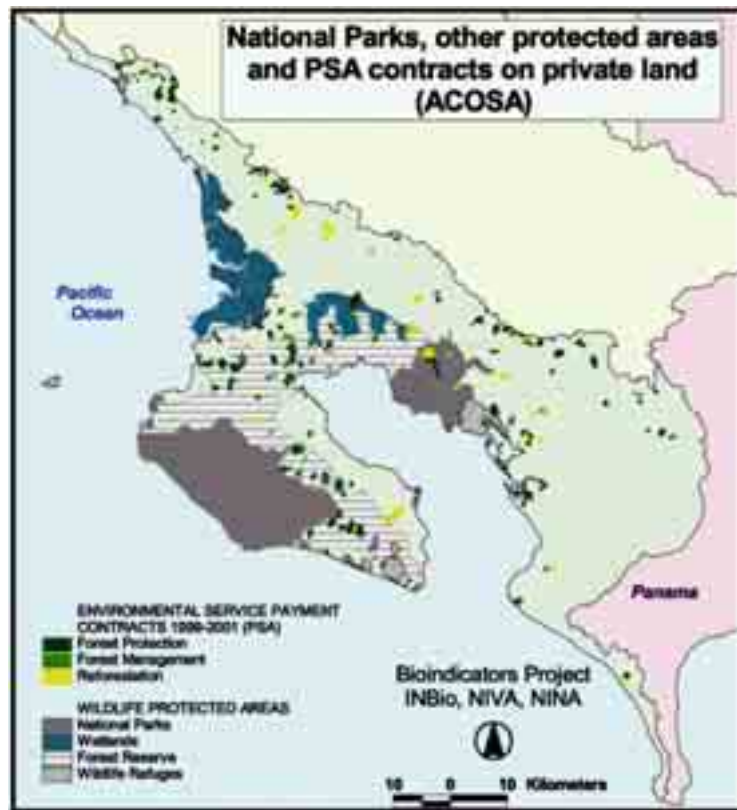 National Parks, other protected areas
and PSA contracts on private land
(ACOSA)
Pacific
Ocean
Panama
ENVIRONMENTAL SERVICE PAYMENT
CONTRACTS 1999-2001 (PSA)
Forest Protection
Forest Management
Reforestation
WILDLIFE PROTECTED AREAS
National Parks
Wetlands
Forest Reserve
Wildlife Refuges
Bioindicators Project
INBio, NIVA, NINA
10 0 10 Kilometers